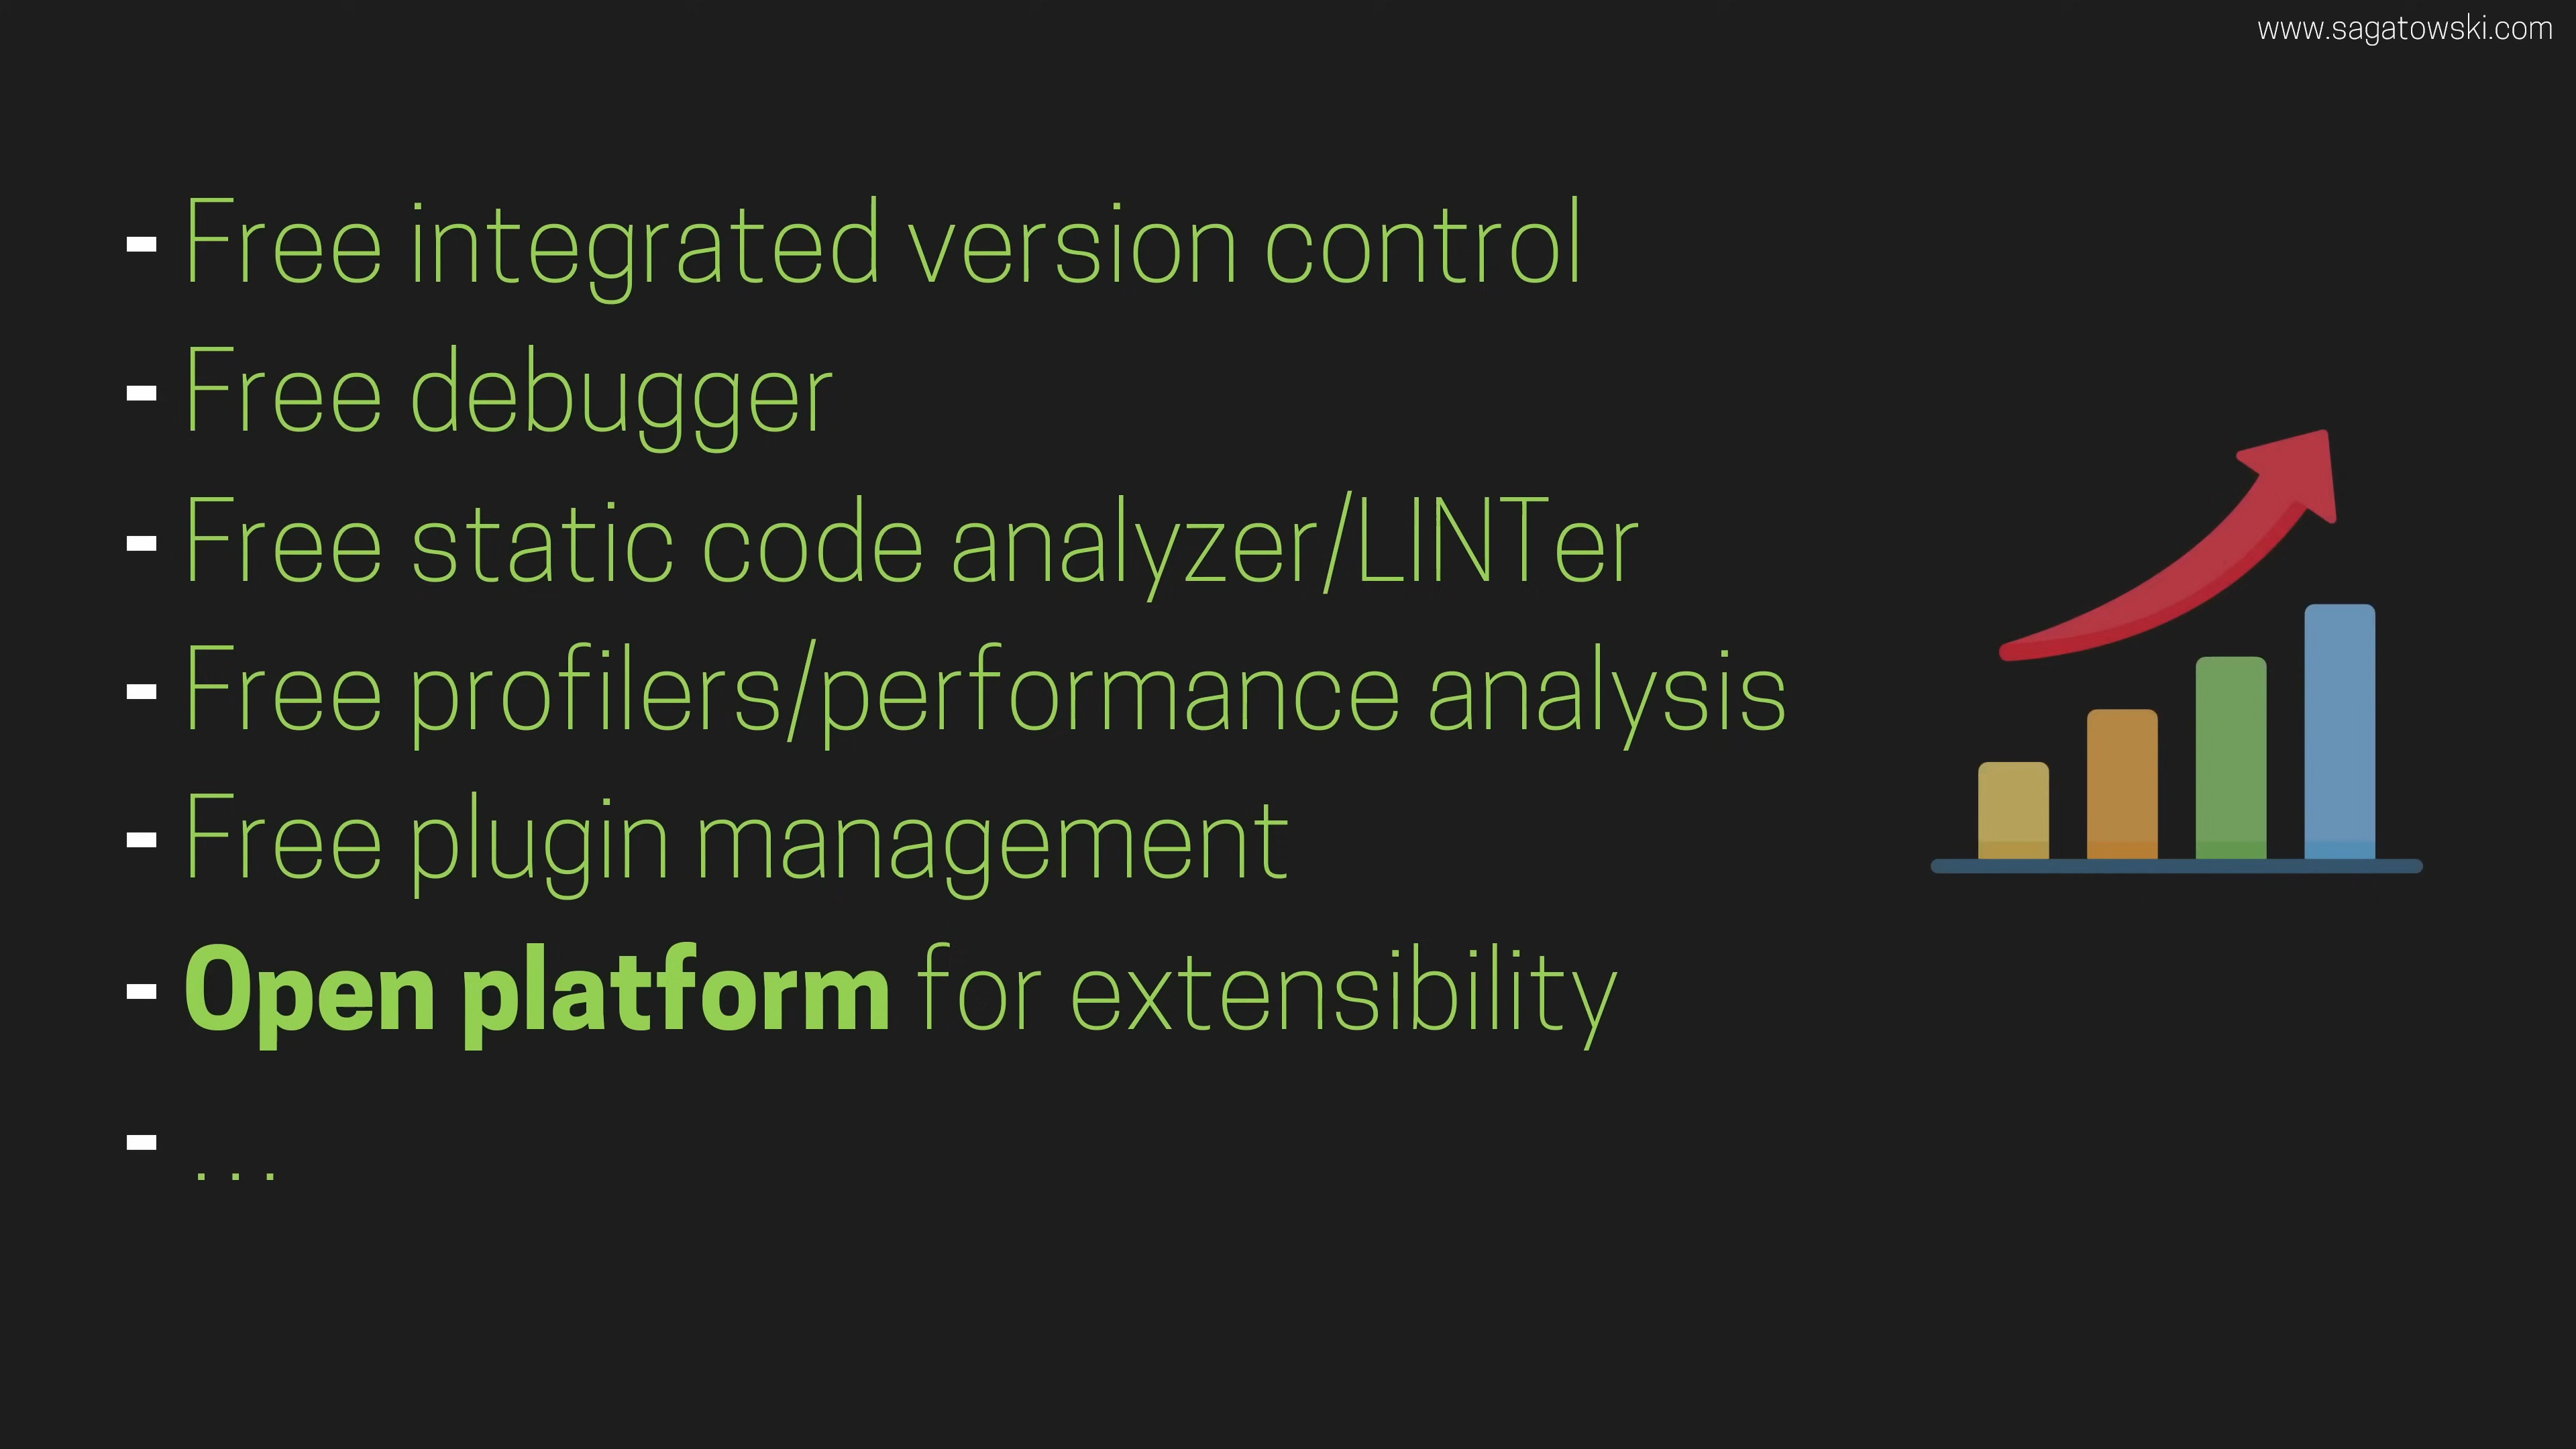 www.sagatowski.com
- Free integrated version control
- Free debugger
- Free static code analyzer/LINTer
- Free profilers/performance analysis
- Free plugin management
- Open platform for extensibility
- ...